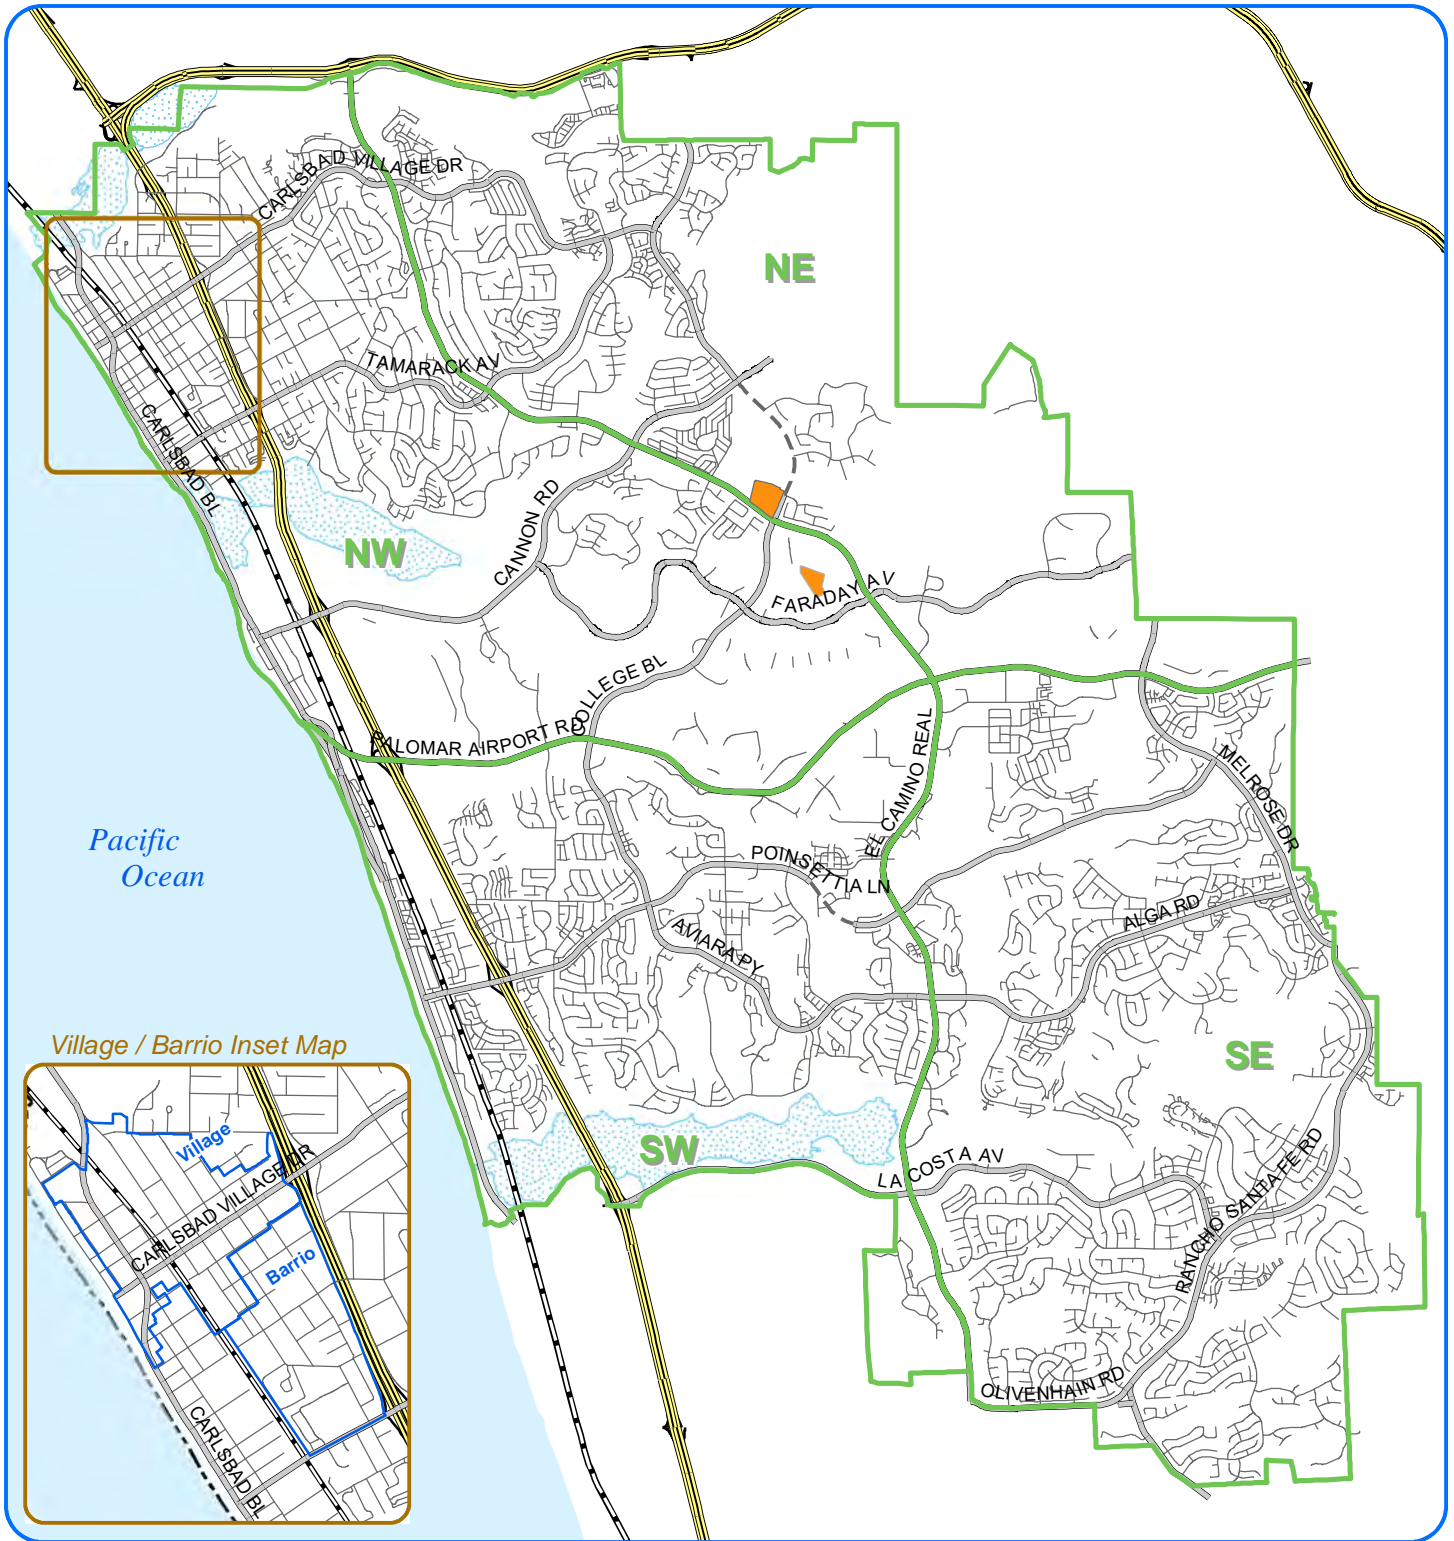 CARLSBAD VILLAGE DR
NE
TAMARACK AV
CARLSBAD BL
CANNON RD
NW
FARADAY AV
COLLEGE BL
PALOMAR AIRPORT RD
EL CAMINO REAL
MELROSE DR
Pacific
Ocean
POINSETTIA LN
ALGA RD
AVIARA PY
Village / Barrio Inset Map
SE
Village
SW
LA COSTA AV
CARLSBAD VILLAGE DR
RANCHO SANTA FE RD
Barrio
OLIVENHAIN RD
CARLSBAD BL